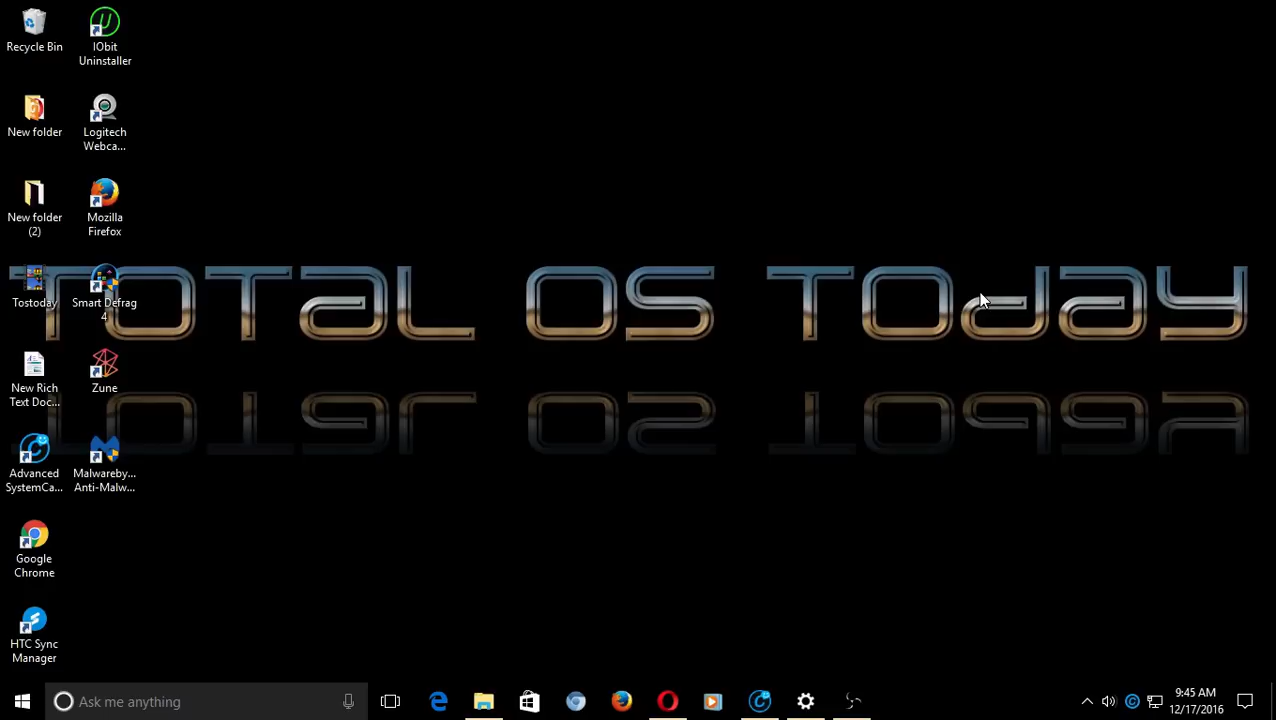 Recycle Bin
IObit
Uninstaller
New folder
Logitech
Webca...
New folder
(2)
Mozilla
Firefox
TOTAL OS TODAY
Tostoday
Smart Defrag
4
New Rich
Text Doc...
Zune
Advanced
SystemCa...
Malwareby...
Anti-Malw...
Google
Chrome
HTC Sync
Manager
Ask me anything
9:45 AM
12/17/2016